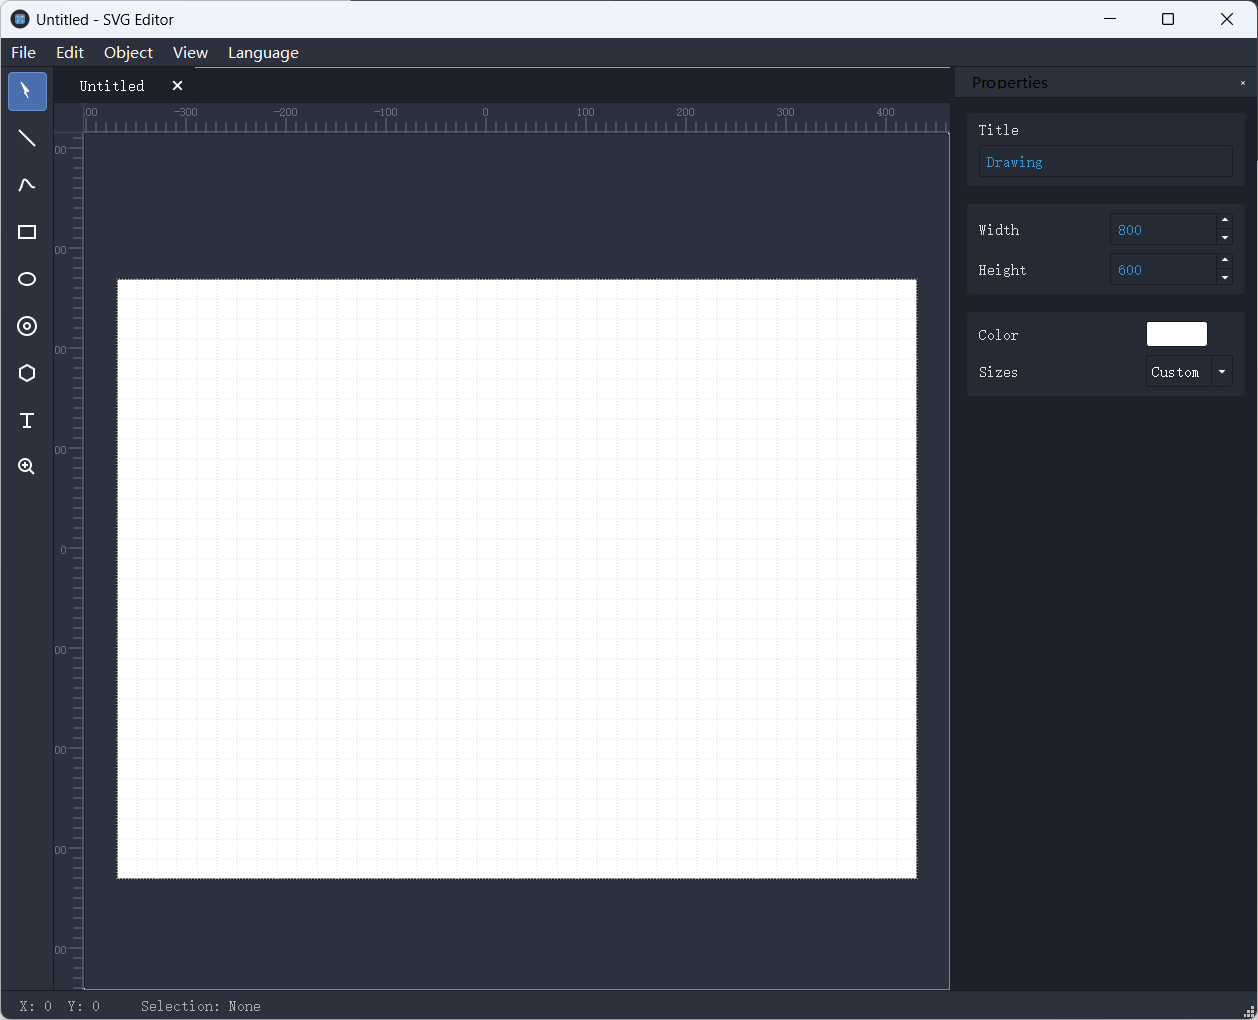 Untitled - SVG Editor
File Edit Object View Language
Untitled
Properties
00 -300 -200 -100 0 100 200 300 400
Title
Drawing
00
Width 800
00
Height 600
Color
00
Sizes Custom
00
0
00
00
00
00
X: 0 Y: 0 Selection: None